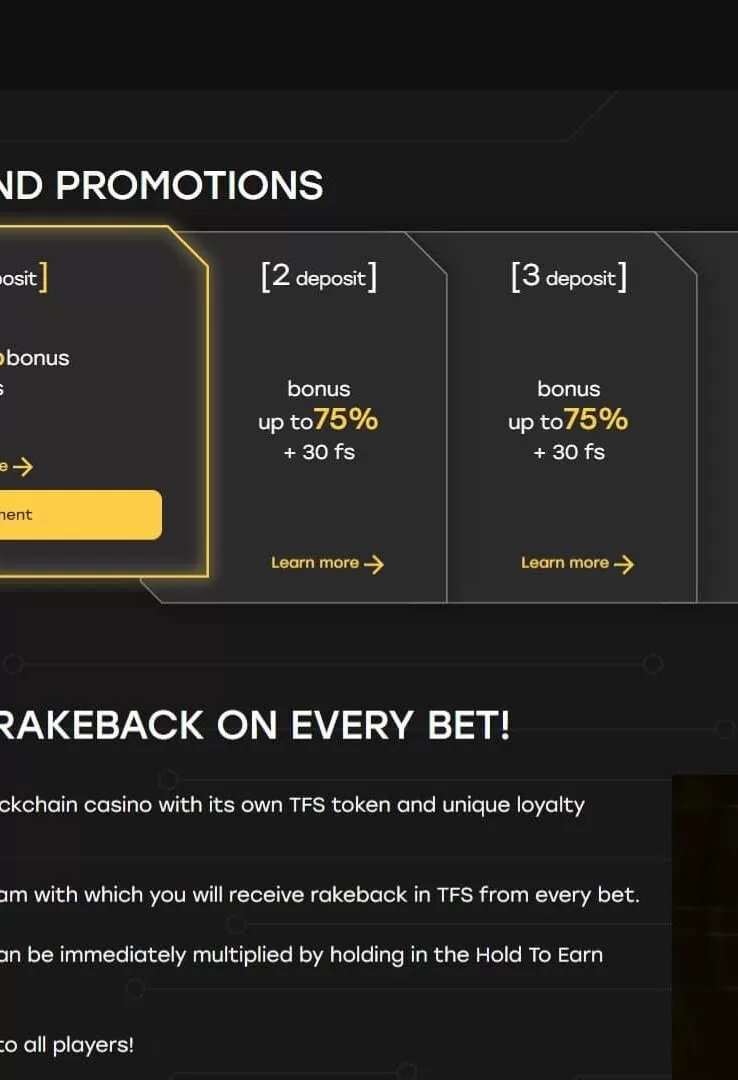 ND PROMOTIONS
osit]
bonus
s
e →
ment
[2 deposit]
bonus
up to75%
+ 30 fs
Learn more →
[3 deposit]
bonus
up to75%
+ 30 fs
Learn more →
RAKEBACK ON EVERY BET!
ckchain casino with its own TFS token and unique loyalty
am with which you will receive rakeback in TFS from every bet.
an be immediately multiplied by holding in the Hold To Earn
to all players!